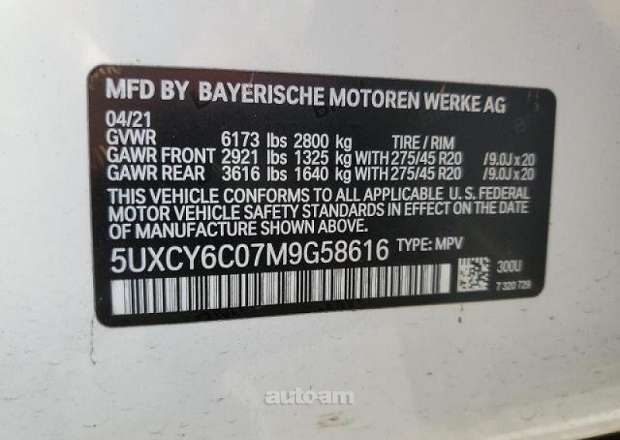 MFD BY BAYERISCHE MOTOREN WERKE AG
04/21
GVWR 6173 lbs 2800 kg TIRE / RIM
GAWR FRONT 2921 lbs 1325 kg WITH 275/45 R20 /9.0J x 20
GAWR REAR 3616 lbs 1640 kg WITH 275/45 R20 /9.0J x 20
THIS VEHICLE CONFORMS TO ALL APPLICABLE U.S. FEDERAL
MOTOR VEHICLE SAFETY STANDARDS IN EFFECT ON THE DATE
OF MANUFACTURE SHOWN ABOVE.
5UXCY6C07M9G58616 TYPE: MPV
300U
7 320 729
auto-am